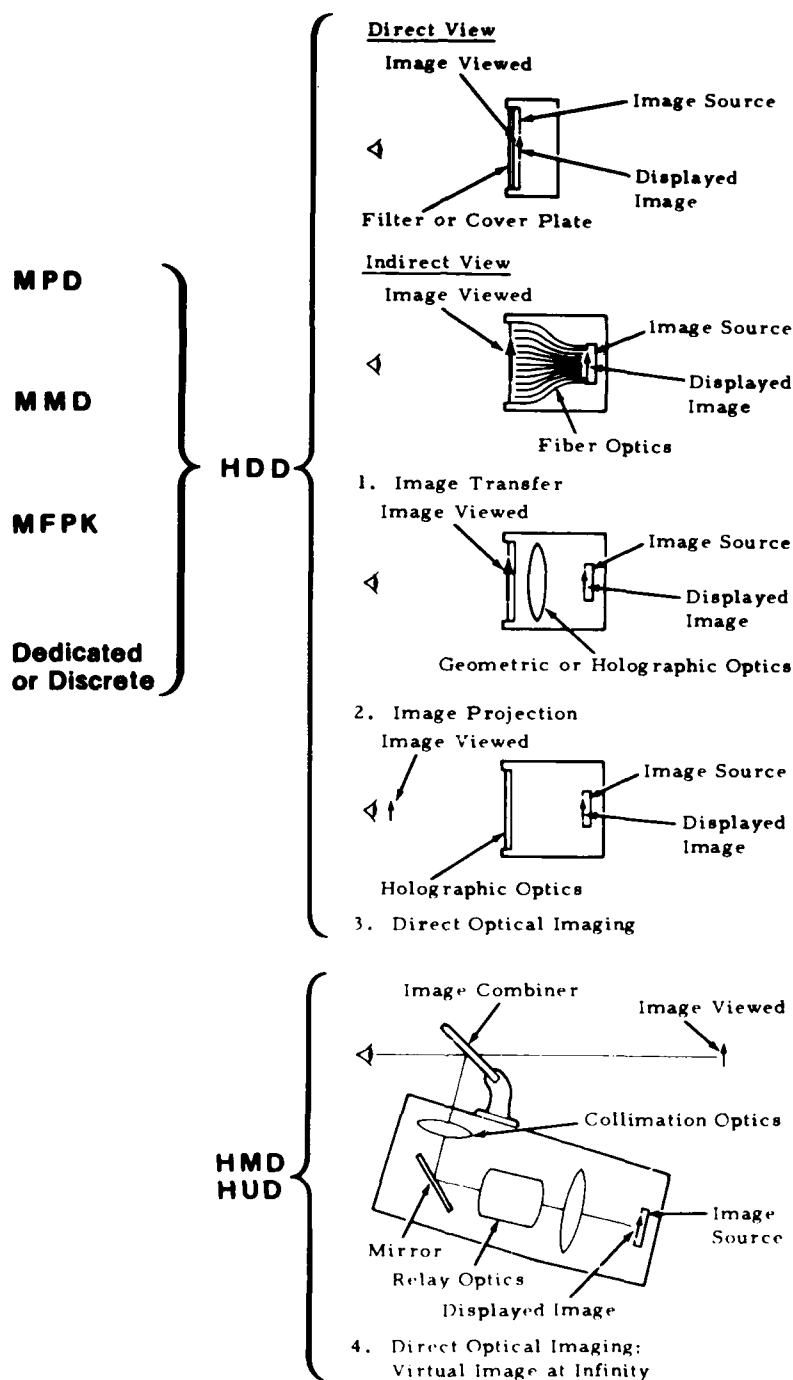 Direct View
Image Viewed
Image Source
Displayed
Image
Filter or Cover Plate
Indirect View
Image Viewed
Image Source
Displayed
Image
Fiber Optics
1. Image Transfer
Image Viewed
Image Source
Displayed
Image
Geometric or Holographic Optics
2. Image Projection
Image Viewed
Image Source
Displayed
Image
Holographic Optics
3. Direct Optical Imaging
MPD
MMD
MFPK
Dedicated
or Discrete
HDD
Image Combiner
Image Viewed
Collimation Optics
HMD
HUD
Image
Source
Mirror
Relay Optics
Displayed Image
4. Direct Optical Imaging:
Virtual Image at Infinity